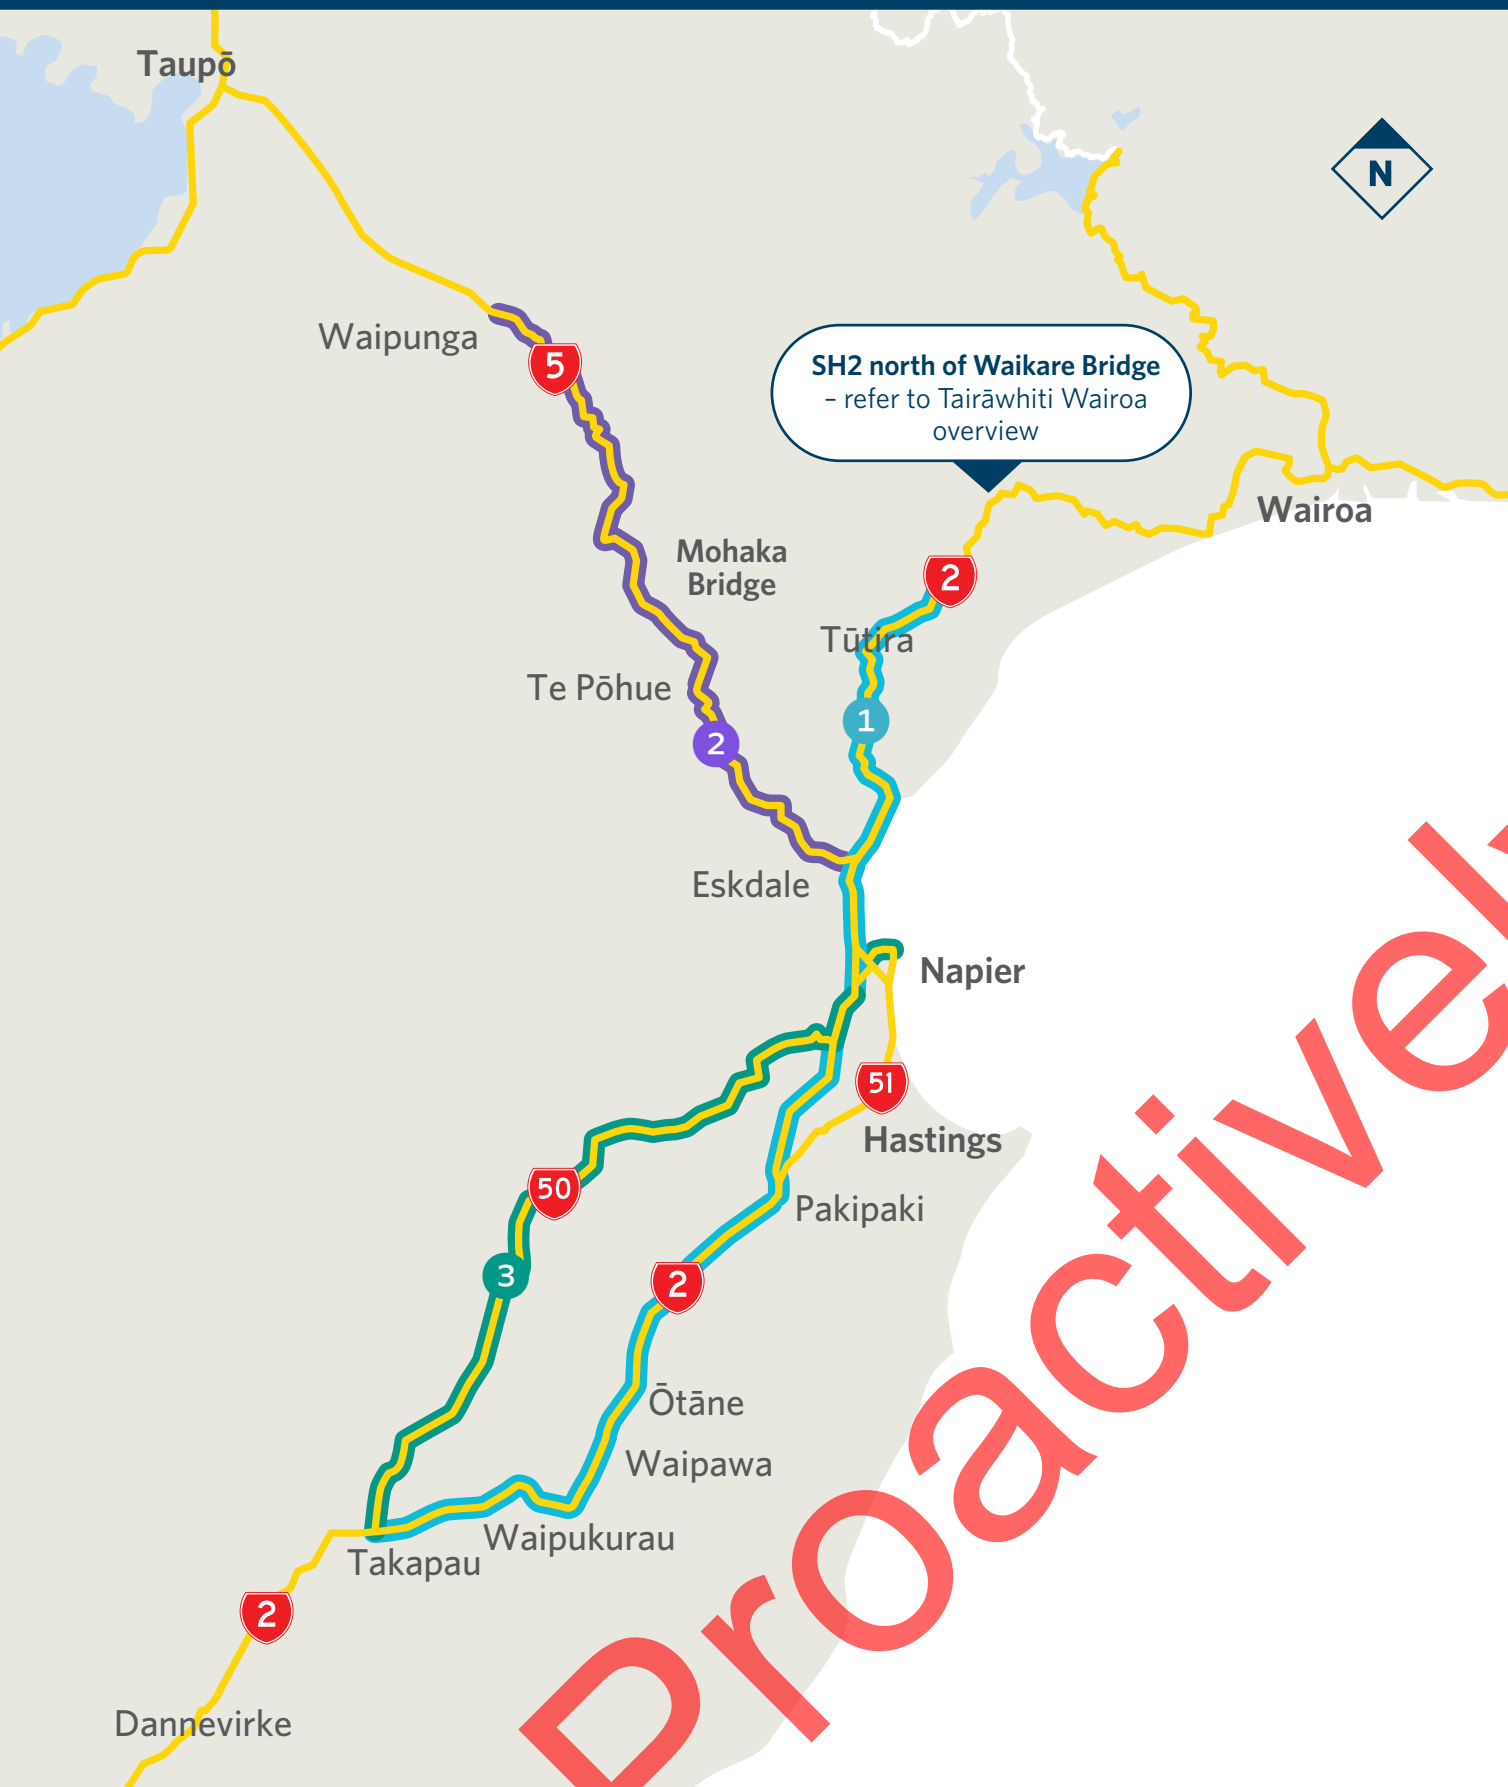 Taupō
N
Waipunga
5
SH2 north of Waikare Bridge
– refer to Tairāwhiti Wairoa
overview
Wairoa
Mohaka
Bridge
2
Tūtira
Te Pōhue
1
2
Eskdale
Napier
51
Hastings
50
Pakipaki
3
2
Ōtāne
Waipawa
Waipukurau
Takapau
2
Dannevirke
Proactivel